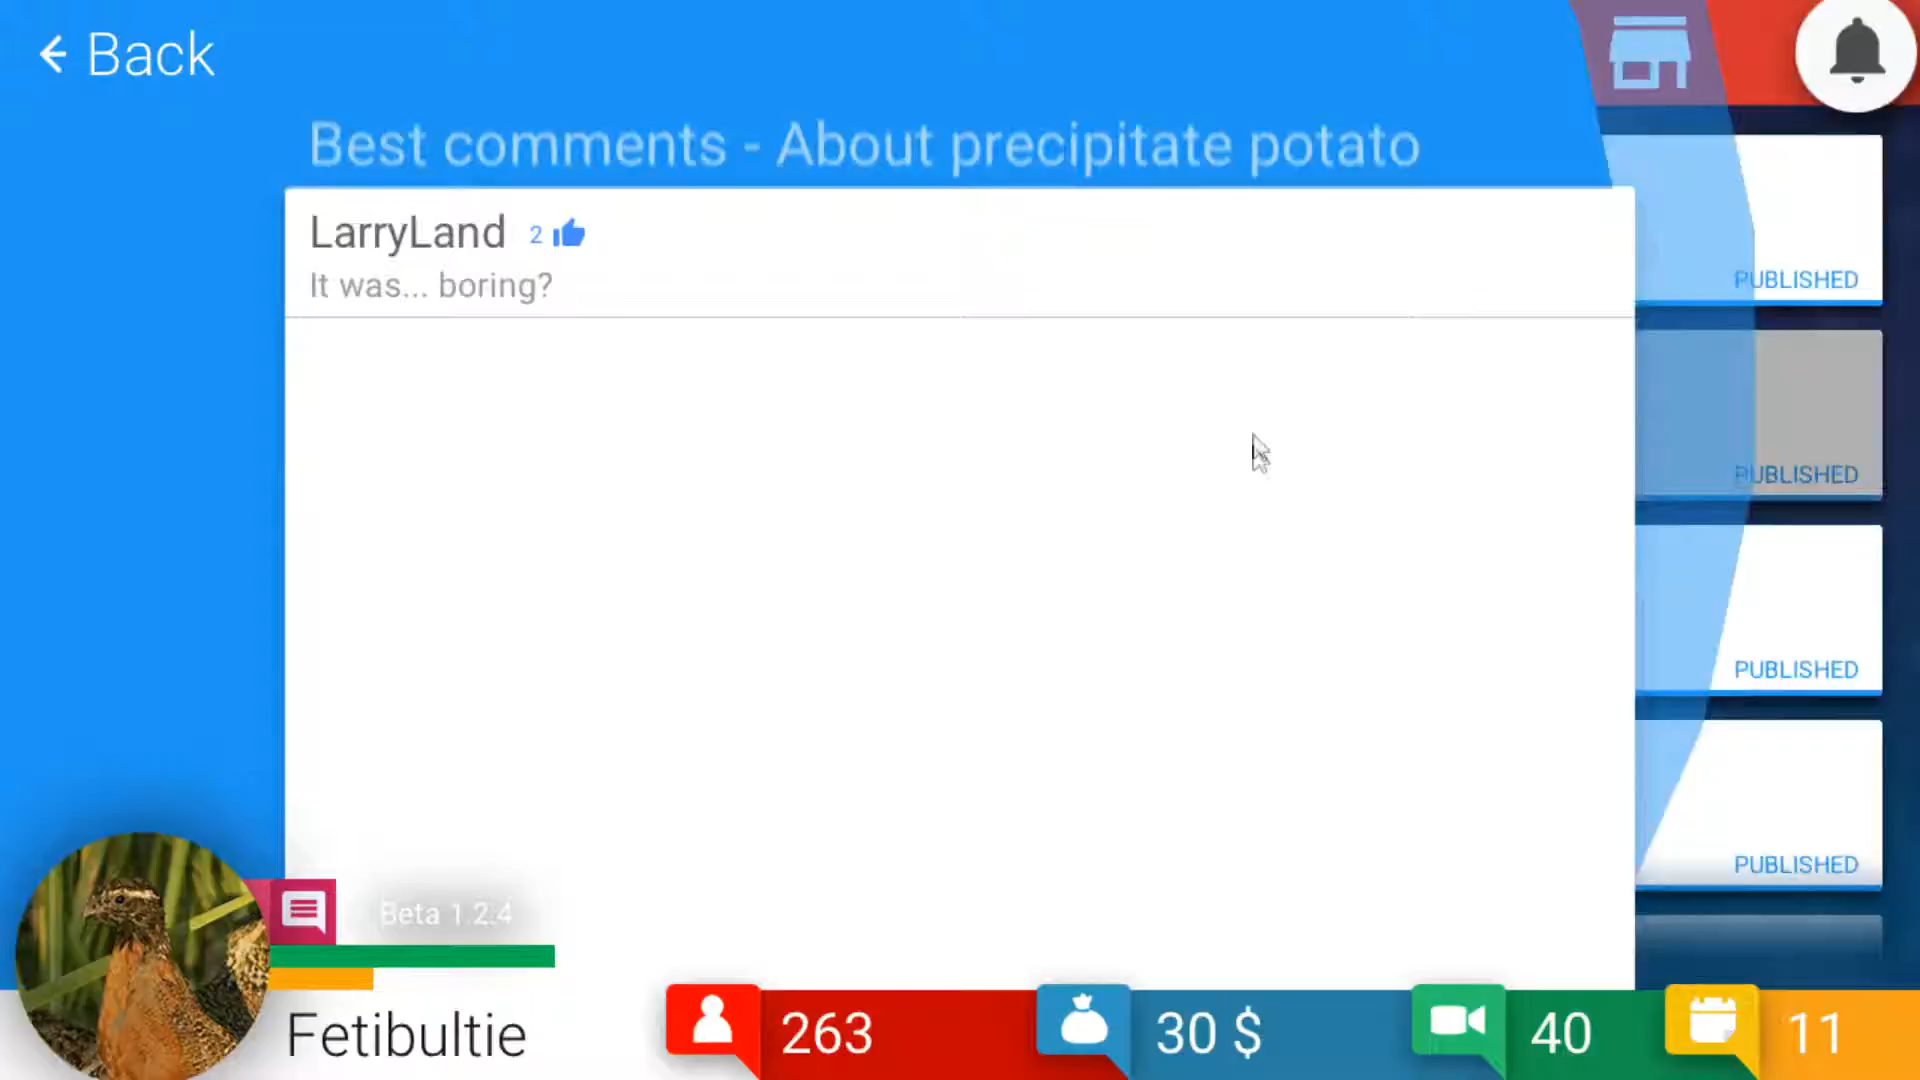 Back
Best comments - About precipitate potato
LarryLand 2
It was... boring?
PUBLISHED
PUBLISHED
PUBLISHED
PUBLISHED
Beta 1.2.4
Fetibultie
263
30 $
40
11